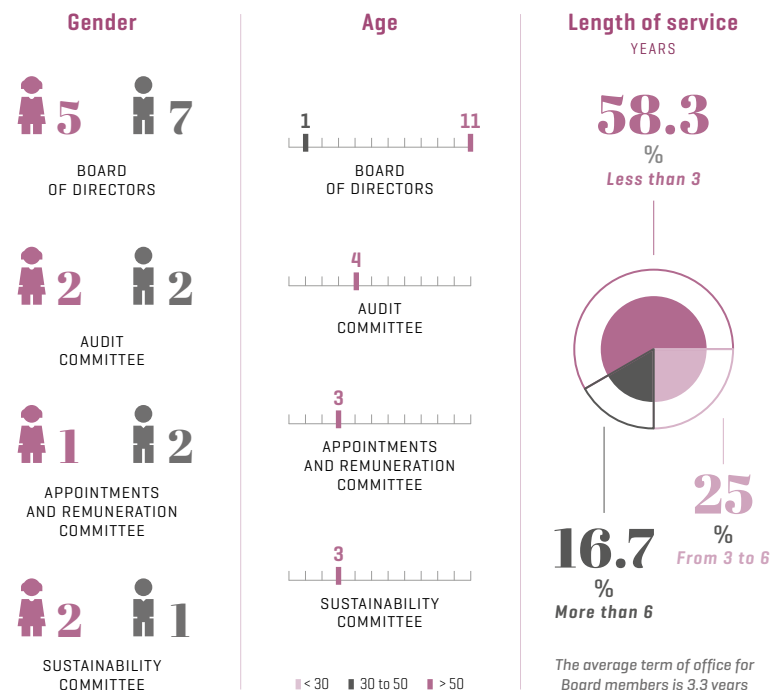 Gender
5
7
BOARD
OF DIRECTORS
2
2
AUDIT
COMMITTEE
1
2
APPOINTMENTS
AND REMUNERATION
COMMITTEE
2
1
SUSTAINABILITY
COMMITTEE
Age
1
11
BOARD
OF DIRECTORS
4
AUDIT
COMMITTEE
3
APPOINTMENTS
AND REMUNERATION
COMMITTEE
3
SUSTAINABILITY
COMMITTEE
< 30 30 to 50 > 50
Length of service
YEARS
58.3
%
Less than 3
25
%
From 3 to 6
16.7
%
More than 6
The average term of office for
Board members is 3.3 years